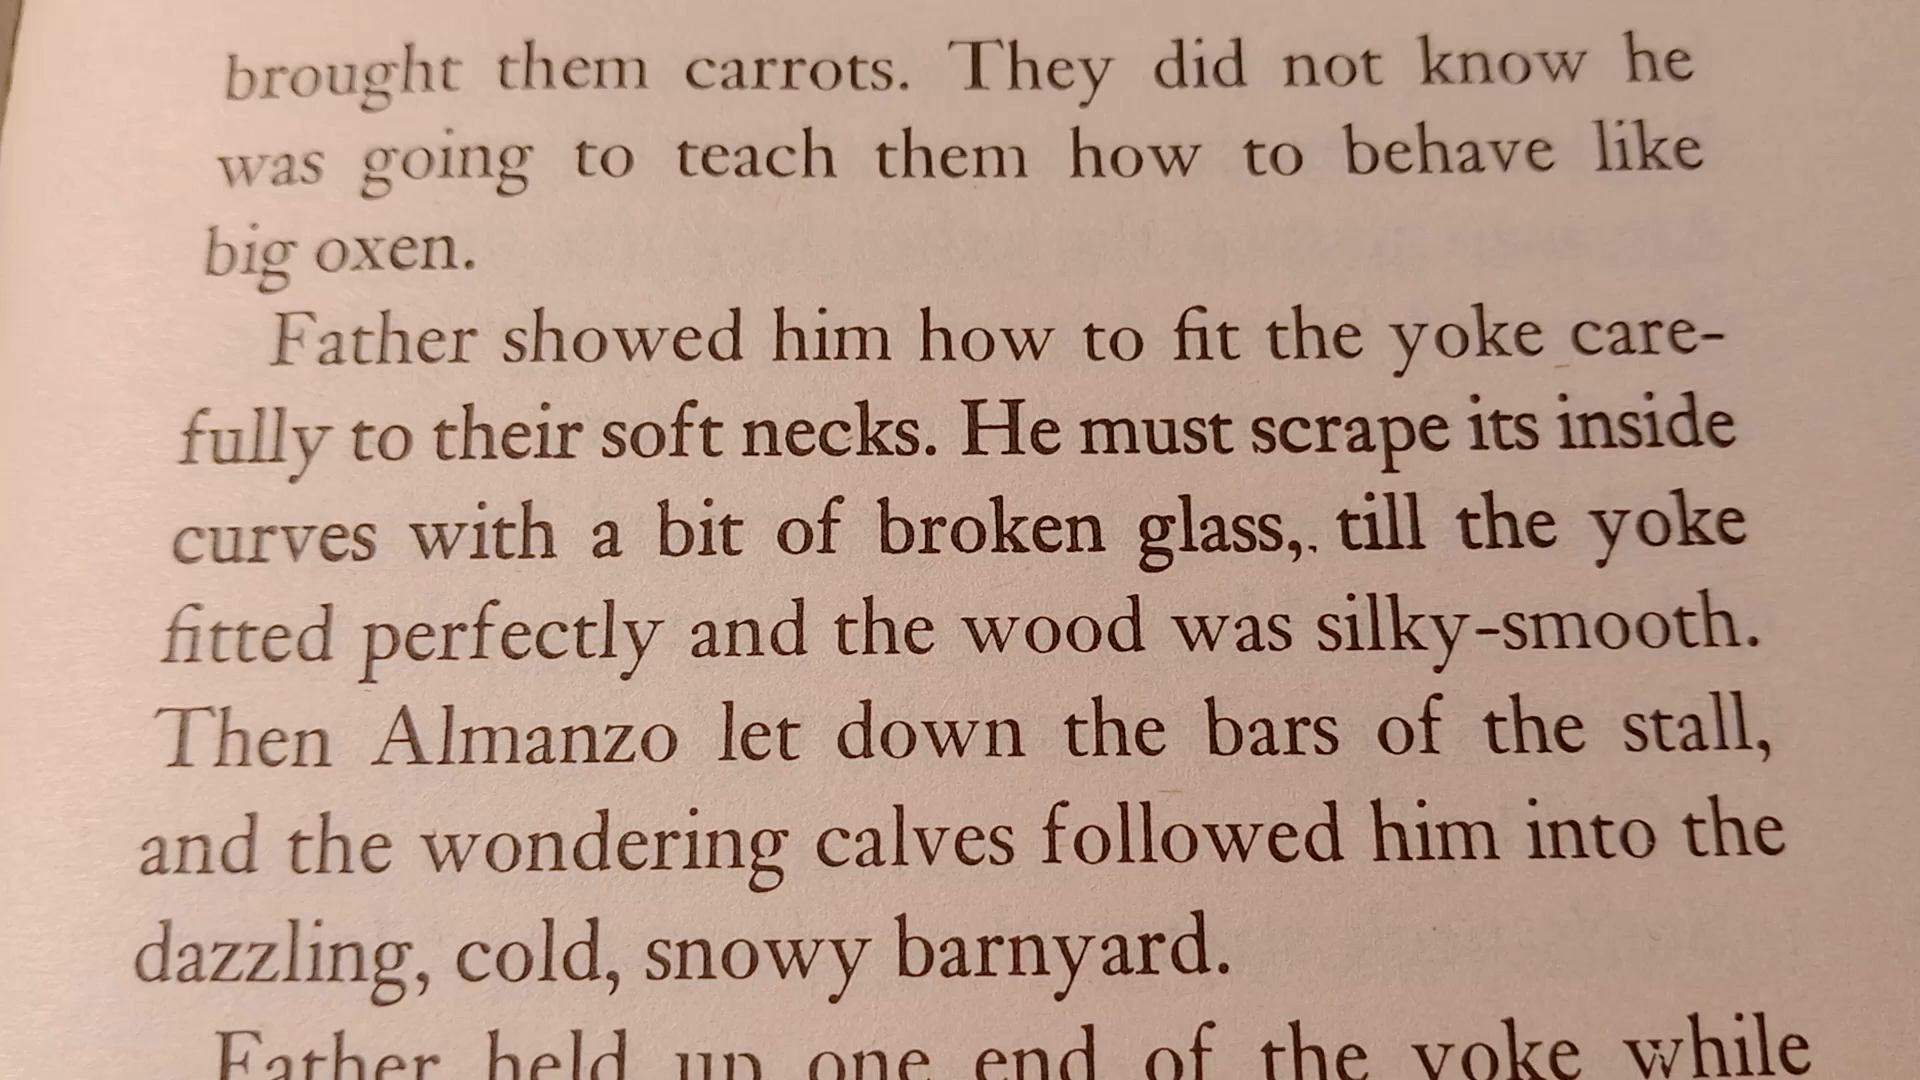 brought them carrots. They did not know he
was going to teach them how to behave like
big oxen.
Father showed him how to fit the yoke care-
fully to their soft necks. He must scrape its inside
curves with a bit of broken glass,. till the yoke
fitted perfectly and the wood was silky-smooth.
Then Almanzo let down the bars of the stall,
and the wondering calves followed him into the
dazzling, cold, snowy barnyard.
Father held up one end of the yoke while